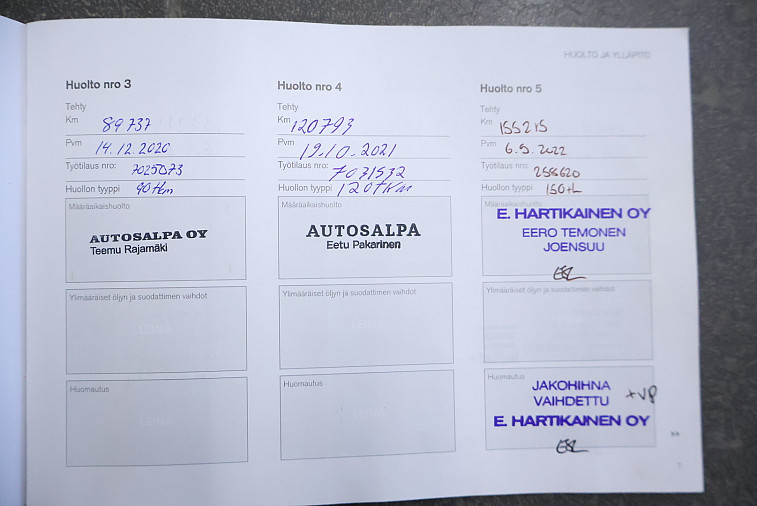 HUOLTO JA YLLÄPITO
Huolto nro 3
Tehty
Km 89737
Pvm 14.12.2020
Työtilaus nro: 7025073
Huollon tyyppi 90tkm
Määräaikaishuolto
AUTOSALPA OY
Teemu Rajamäki
Ylimääräiset öljyn ja suodattimen vaihdot
Huomautus
Huolto nro 4
Tehty
Km 120793
Pvm 19.10.2021
Työtilaus nro: 7031532
Huollon tyyppi 120tkm
Määräaikaishuolto
AUTOSALPA
Eetu Pakarinen
Ylimääräiset öljyn ja suodattimen vaihdot
Huomautus
Huolto nro 5
Tehty
Km
Pvm 6.5.2022
Työtilaus nro: 256620
Huollon tyyppi
Määräaikaishuolto
E. HARTIKAINEN OY
EERO TEMONEN
JOENSUU
Ylimääräiset öljyn ja suodattimen vaihdot
Huomautus
JAKOHIHNA
VAIHDETTU +VP
E. HARTIKAINEN OY